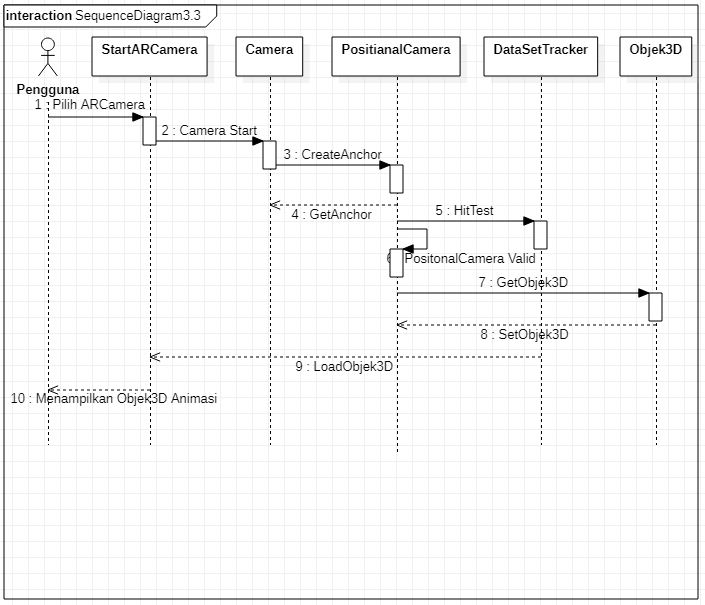 interaction SequenceDiagram3.3
StartARCamera
Camera
PositianalCamera
DataSetTracker
Objek3D
Pengguna
1 : Pilih ARCamera
2 : Camera Start
3 : CreateAnchor
4 : GetAnchor
5 : HitTest
6 : PositonalCamera Valid
7 : GetObjek3D
8 : SetObjek3D
9 : LoadObjek3D
10 : Menampilkan Objek3D Animasi